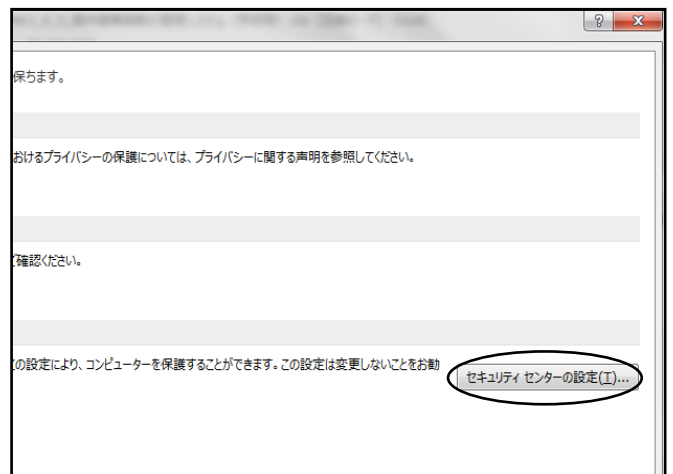 保ちます。
おけるプライバシーの保護については、プライバシーに関する声明を参照してください。
ご確認ください。
の設定により、コンピューターを保護することができます。この設定は変更しないことをお勧
セキュリティ センターの設定(T)...